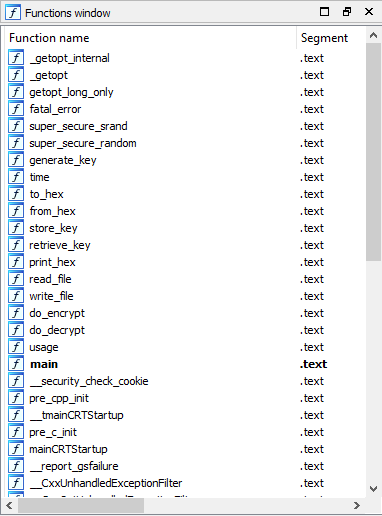 Functions window
Function name Segment
f _getopt_internal .text
f _getopt .text
f getopt_long_only .text
f fatal_error .text
f super_secure_srand .text
f super_secure_random .text
f generate_key .text
f time .text
f to_hex .text
f from_hex .text
f store_key .text
f retrieve_key .text
f print_hex .text
f read_file .text
f write_file .text
f do_encrypt .text
f do_decrypt .text
f usage .text
f main .text
f __security_check_cookie .text
f pre_cpp_init .text
f __tmainCRTStartup .text
f pre_c_init .text
f mainCRTStartup .text
f __report_gsfailure .text
f __CxxUnhandledExceptionFilter .text